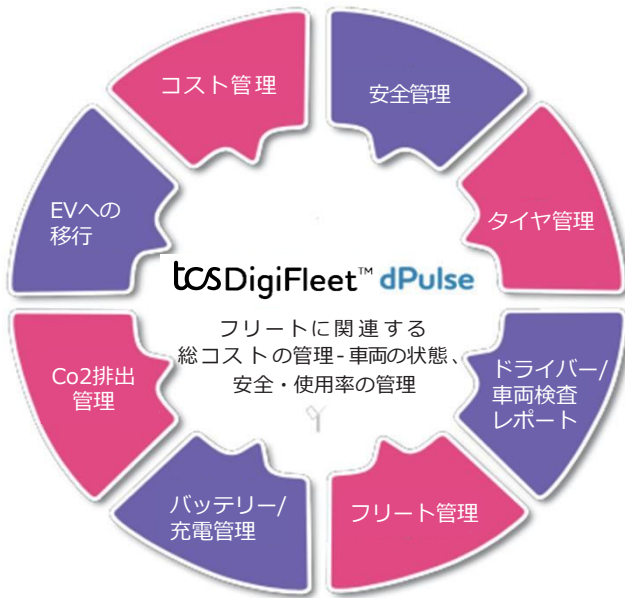 コスト管理
安全管理
EVへの
移行
タイヤ管理
tcsDigiFleet™ dPulse
フリートに関連する
総コストの管理-車両の状態、
安全・使用率の管理
Co2排出
管理
ドライバー/
車両検査
レポート
バッテリー/
充電管理
フリート管理